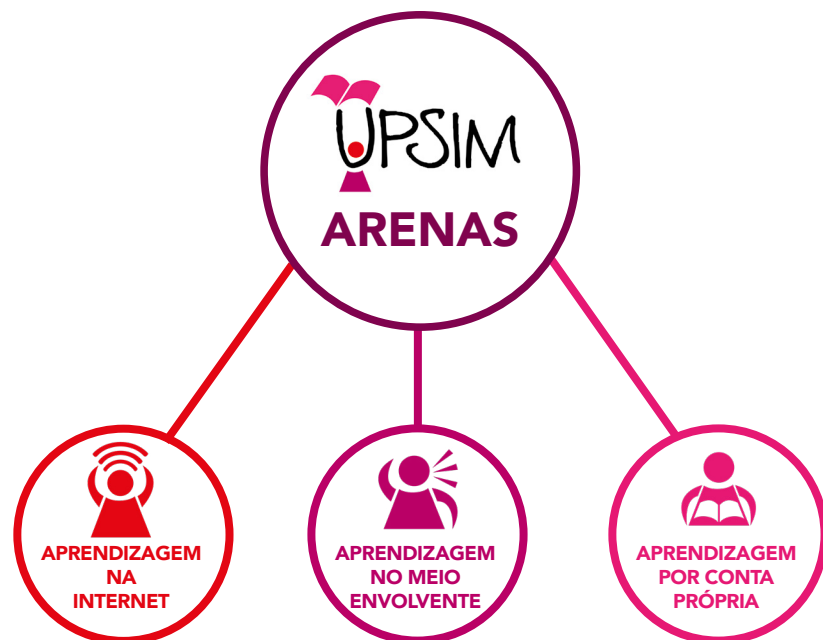 UPSIM
ARENAS
APRENDIZAGEM
NA
INTERNET
APRENDIZAGEM
NO MEIO
ENVOLVENTE
APRENDIZAGEM
POR CONTA
PRÓPRIA